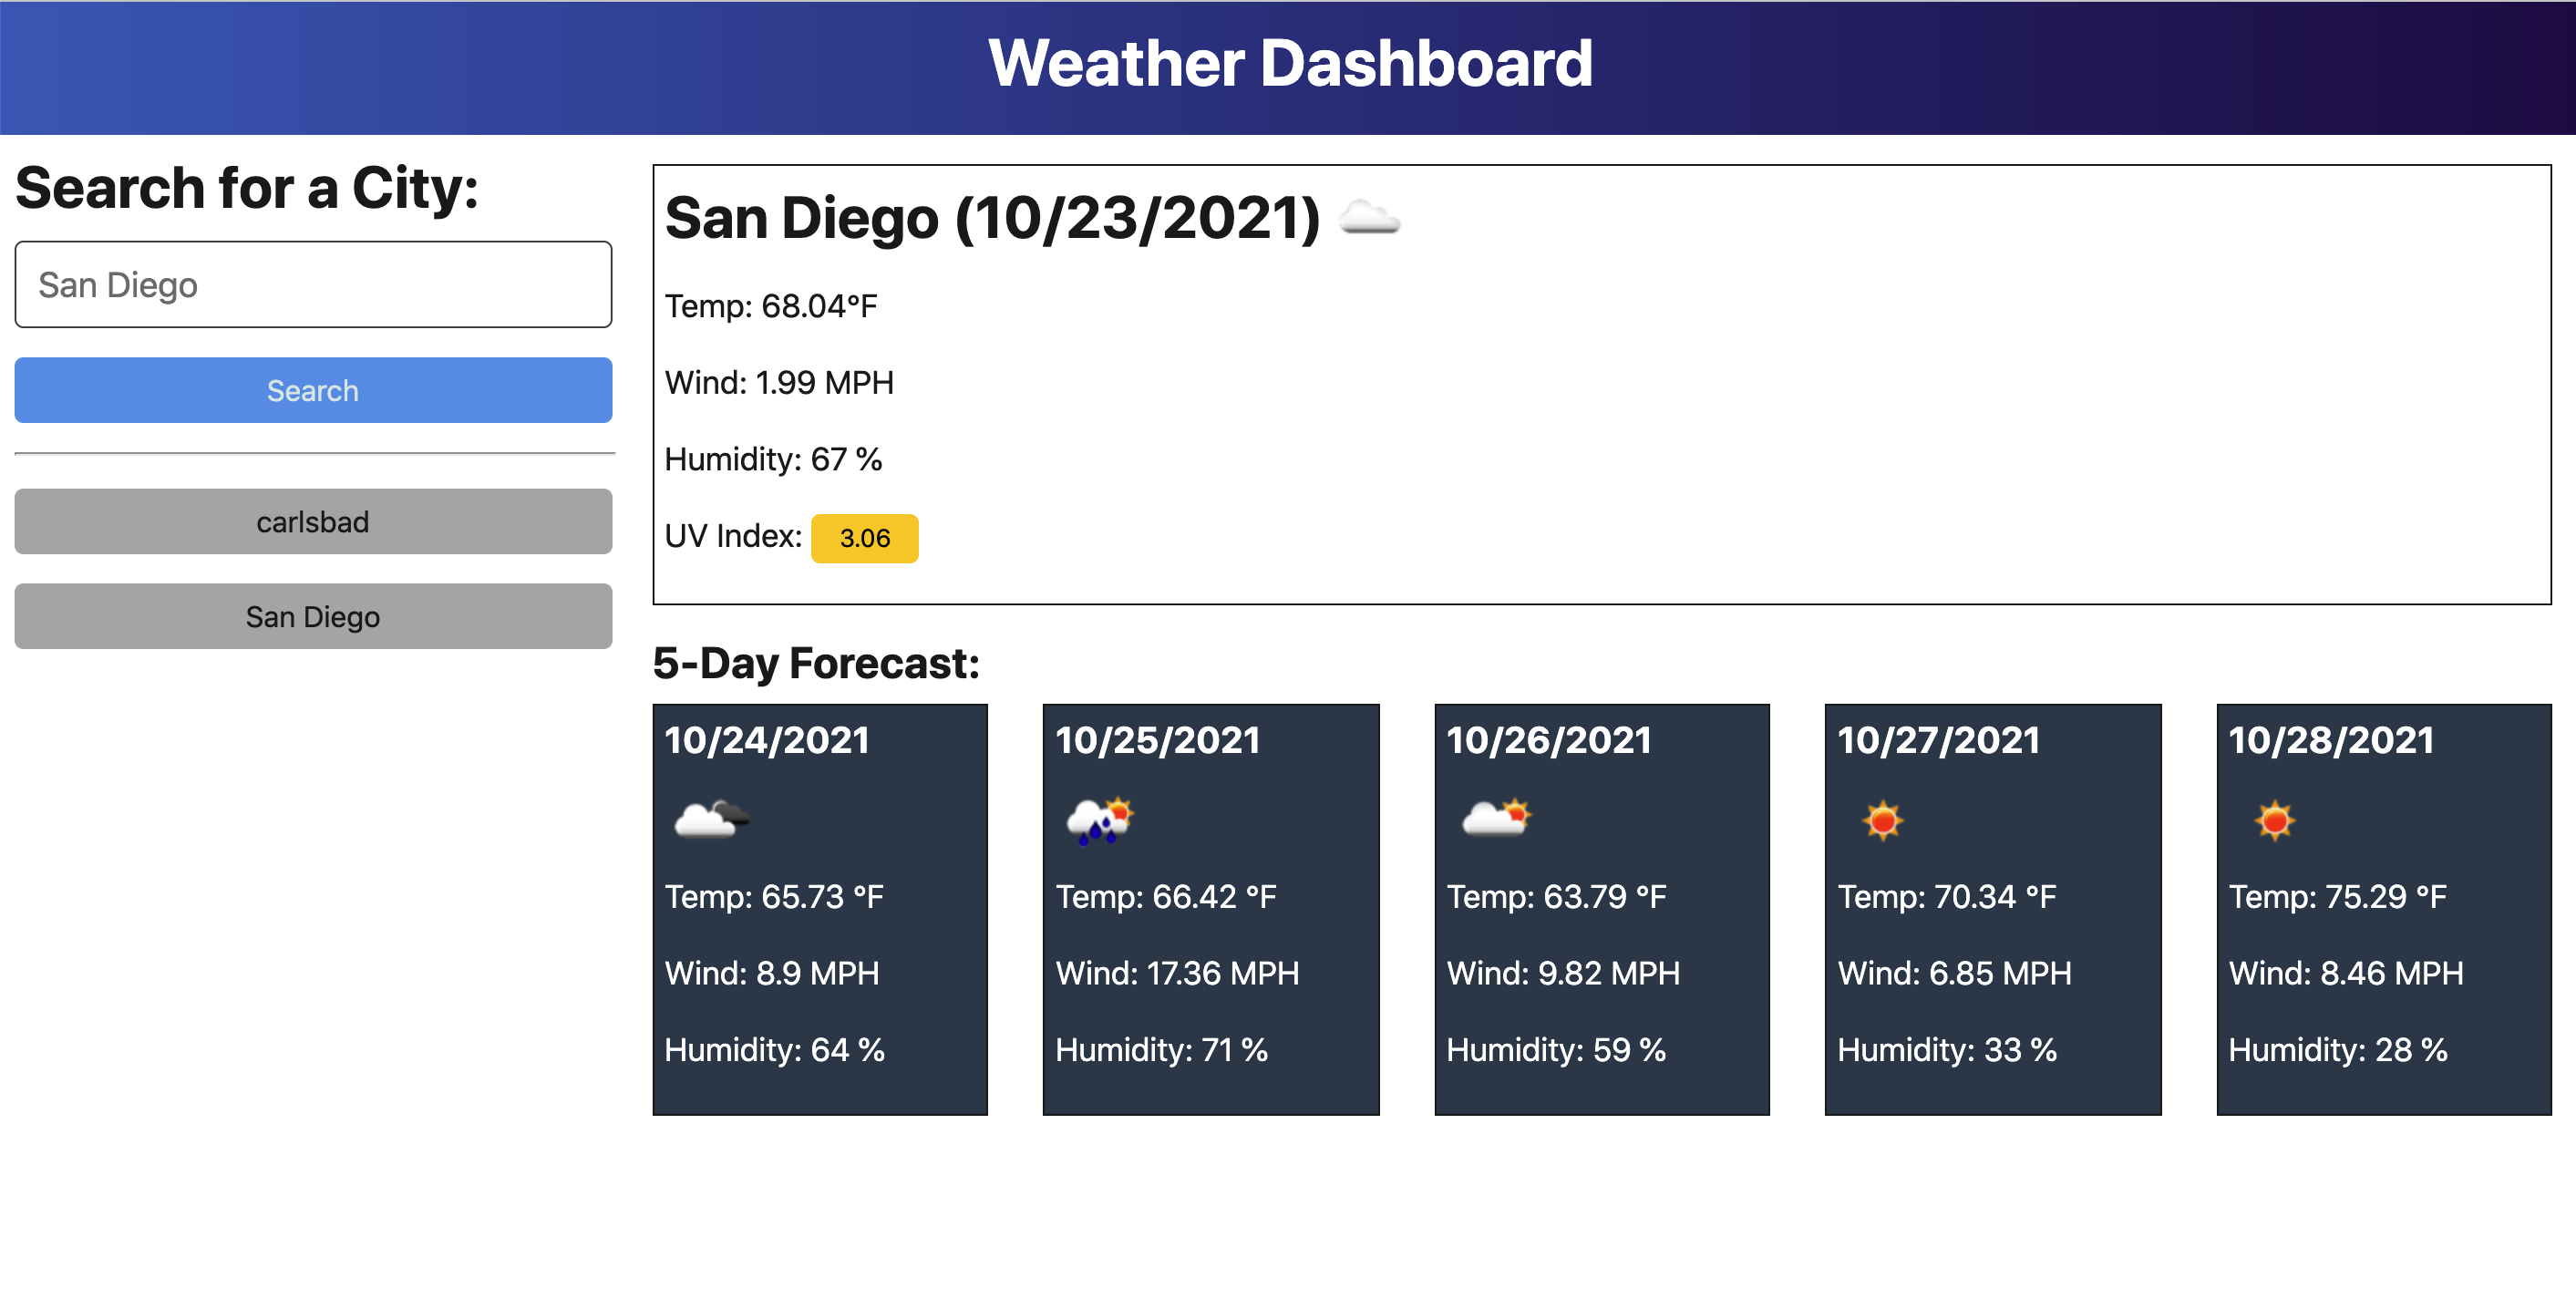 Weather Dashboard
Search for a City:
San Diego
Search
carlsbad
San Diego
San Diego (10/23/2021)
Temp: 68.04°F
Wind: 1.99 MPH
Humidity: 67 %
UV Index: 3.06
5-Day Forecast:
10/24/2021
Temp: 65.73 °F
Wind: 8.9 MPH
Humidity: 64 %
10/25/2021
Temp: 66.42 °F
Wind: 17.36 MPH
Humidity: 71 %
10/26/2021
Temp: 63.79 °F
Wind: 9.82 MPH
Humidity: 59 %
10/27/2021
Temp: 70.34 °F
Wind: 6.85 MPH
Humidity: 33 %
10/28/2021
Temp: 75.29 °F
Wind: 8.46 MPH
Humidity: 28 %